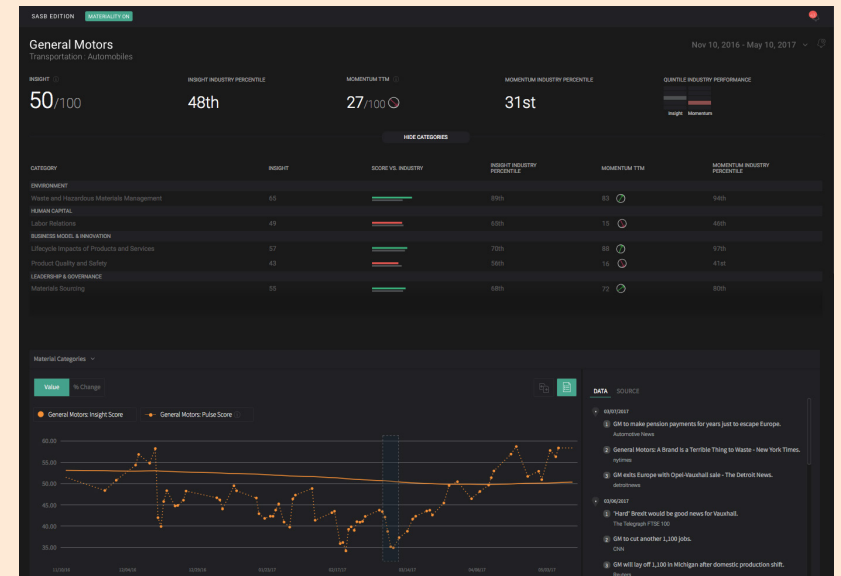 SASB EDITION MATERIALITY ON
General Motors
Transportation : Automobiles
Nov 10, 2016 - May 10, 2017
INSIGHT
INSIGHT INDUSTRY PERCENTILE
MOMENTUM TTM
MOMENTUM INDUSTRY PERCENTILE
QUINTILE INDUSTRY PERFORMANCE
50/100
48th
27/100
31st
Insight Momentum
HIDE CATEGORIES
CATEGORY INSIGHT SCORE VS. INDUSTRY INSIGHT INDUSTRY PERCENTILE MOMENTUM TTM MOMENTUM INDUSTRY PERCENTILE
ENVIRONMENT
Waste and Hazardous Materials Management 65 89th 83 94th
HUMAN CAPITAL
Labor Relations 49 65th 15 48th
BUSINESS MODEL & INNOVATION
Lifecycle Impacts of Products and Services 57 70th 88 97th
Product Quality and Safety 43 56th 16 41st
LEADERSHIP & GOVERNANCE
Materials Sourcing 55 68th 72 80th
Material Categories
Value % Change
General Motors: Insight Score General Motors: Pulse Score
60.00
55.00
50.00
45.00
40.00
35.00
DATA SOURCE
03/07/2017
1 GM to make pension payments for years just to escape Europe.
Automotive News
2 General Motors: A Brand is a Terrible Thing to Waste - New York Times.
nytimes
3 GM exits Europe with Opel-Vauxhall sale - The Detroit News.
detroitnews
03/06/2017
1 'Hard' Brexit would be good news for Vauxhall.
The Telegraph FTSE 100
2 GM to cut another 1,100 jobs.
CNN
3 GM will lay off 1,100 in Michigan after domestic production shift.
Reuters